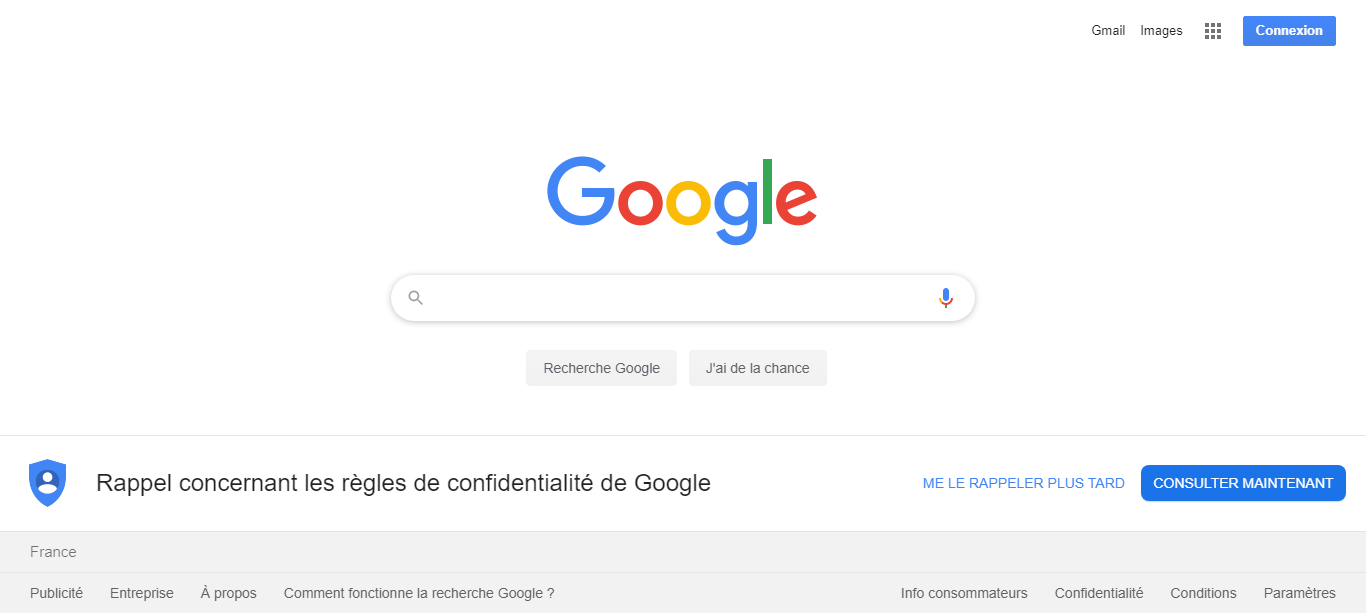 Gmail Images Connexion
Google
Recherche Google J'ai de la chance
Rappel concernant les règles de confidentialité de Google ME LE RAPPELER PLUS TARD CONSULTER MAINTENANT
France
Publicité Entreprise À propos Comment fonctionne la recherche Google ? Info consommateurs Confidentialité Conditions Paramètres